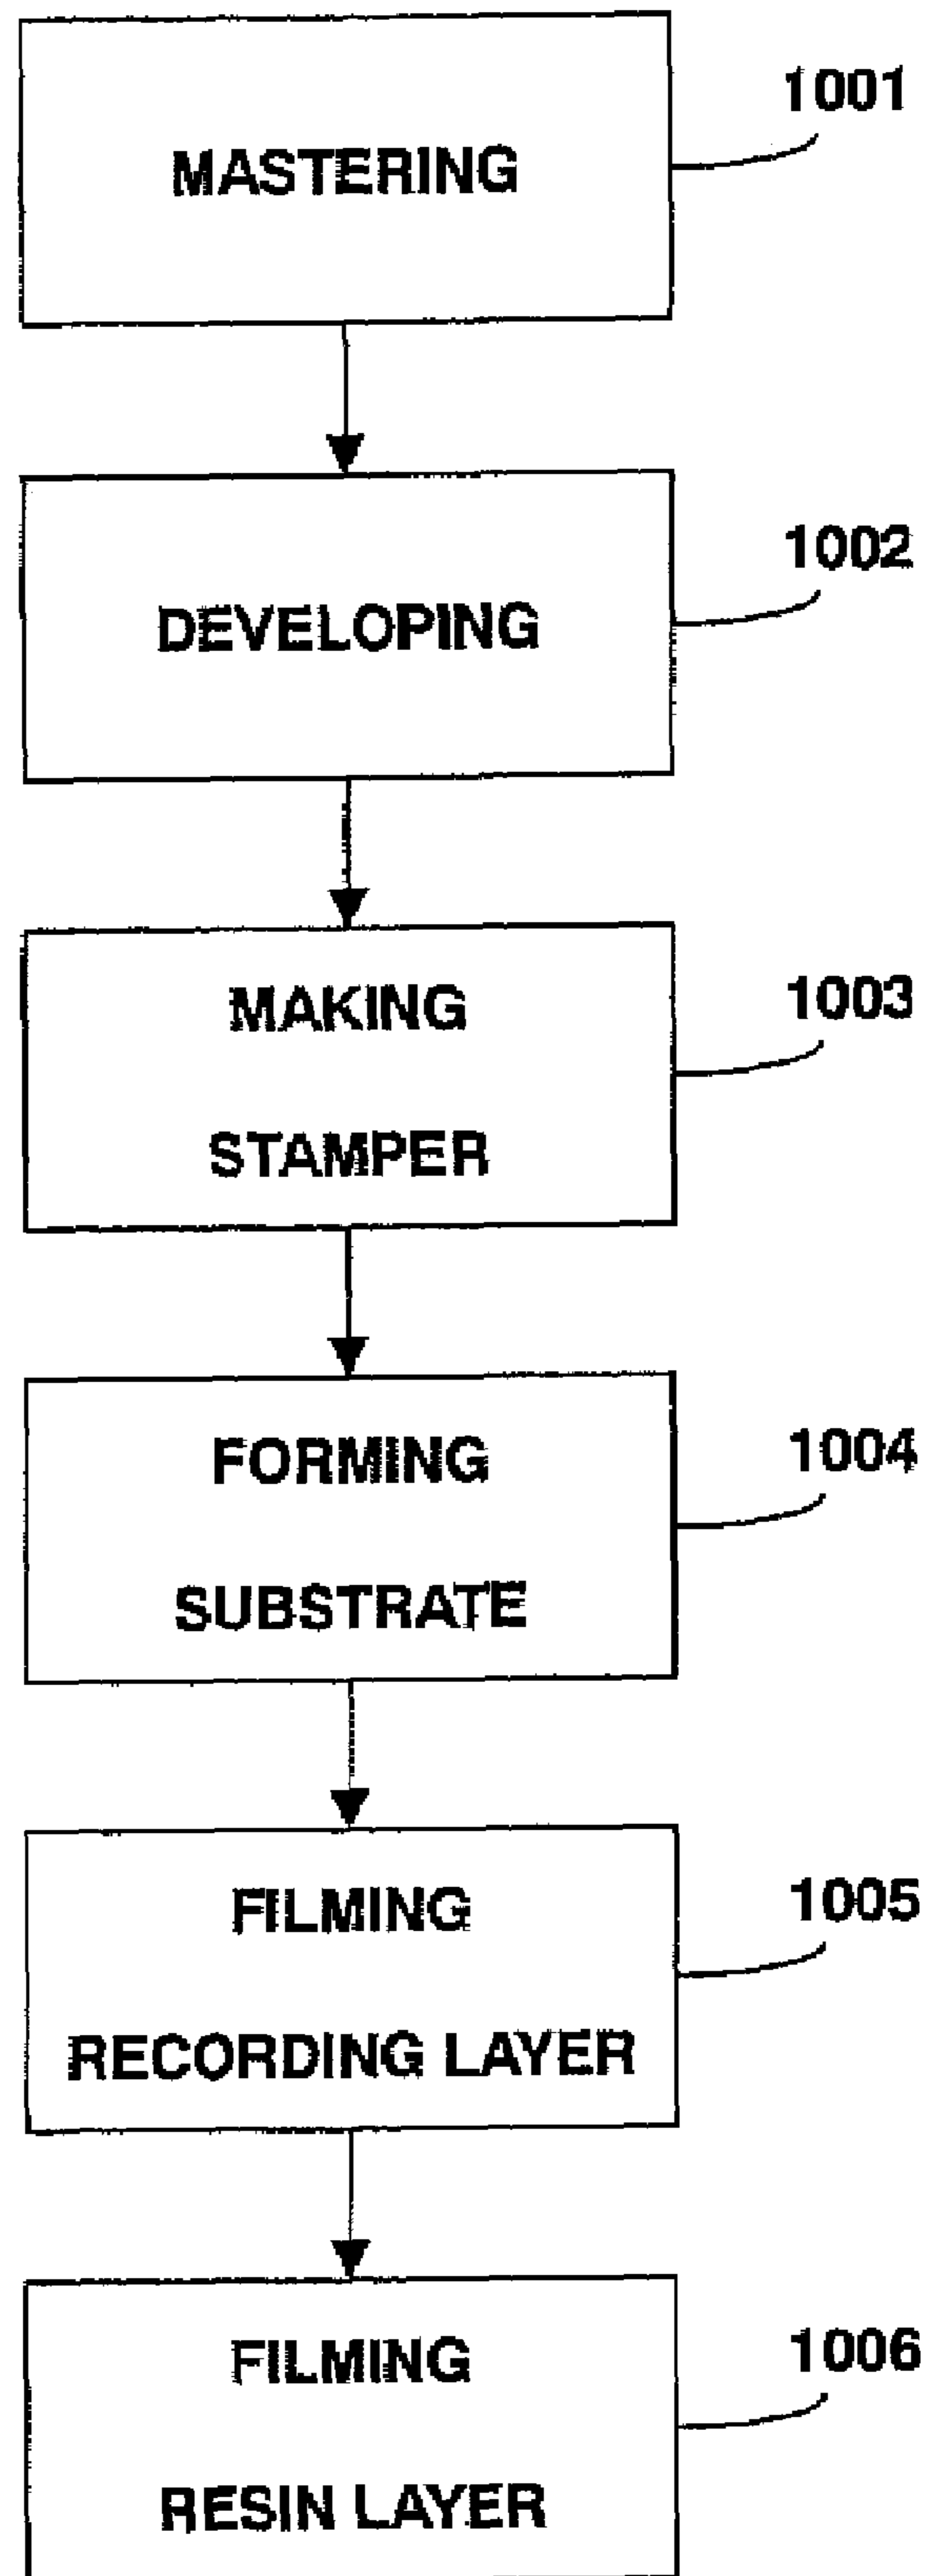 MASTERING
1001
DEVELOPING
1002
MAKING
STAMPER
1003
FORMING
SUBSTRATE
1004
FILMING
RECORDING LAYER
1005
FILMING
RESIN LAYER
1006